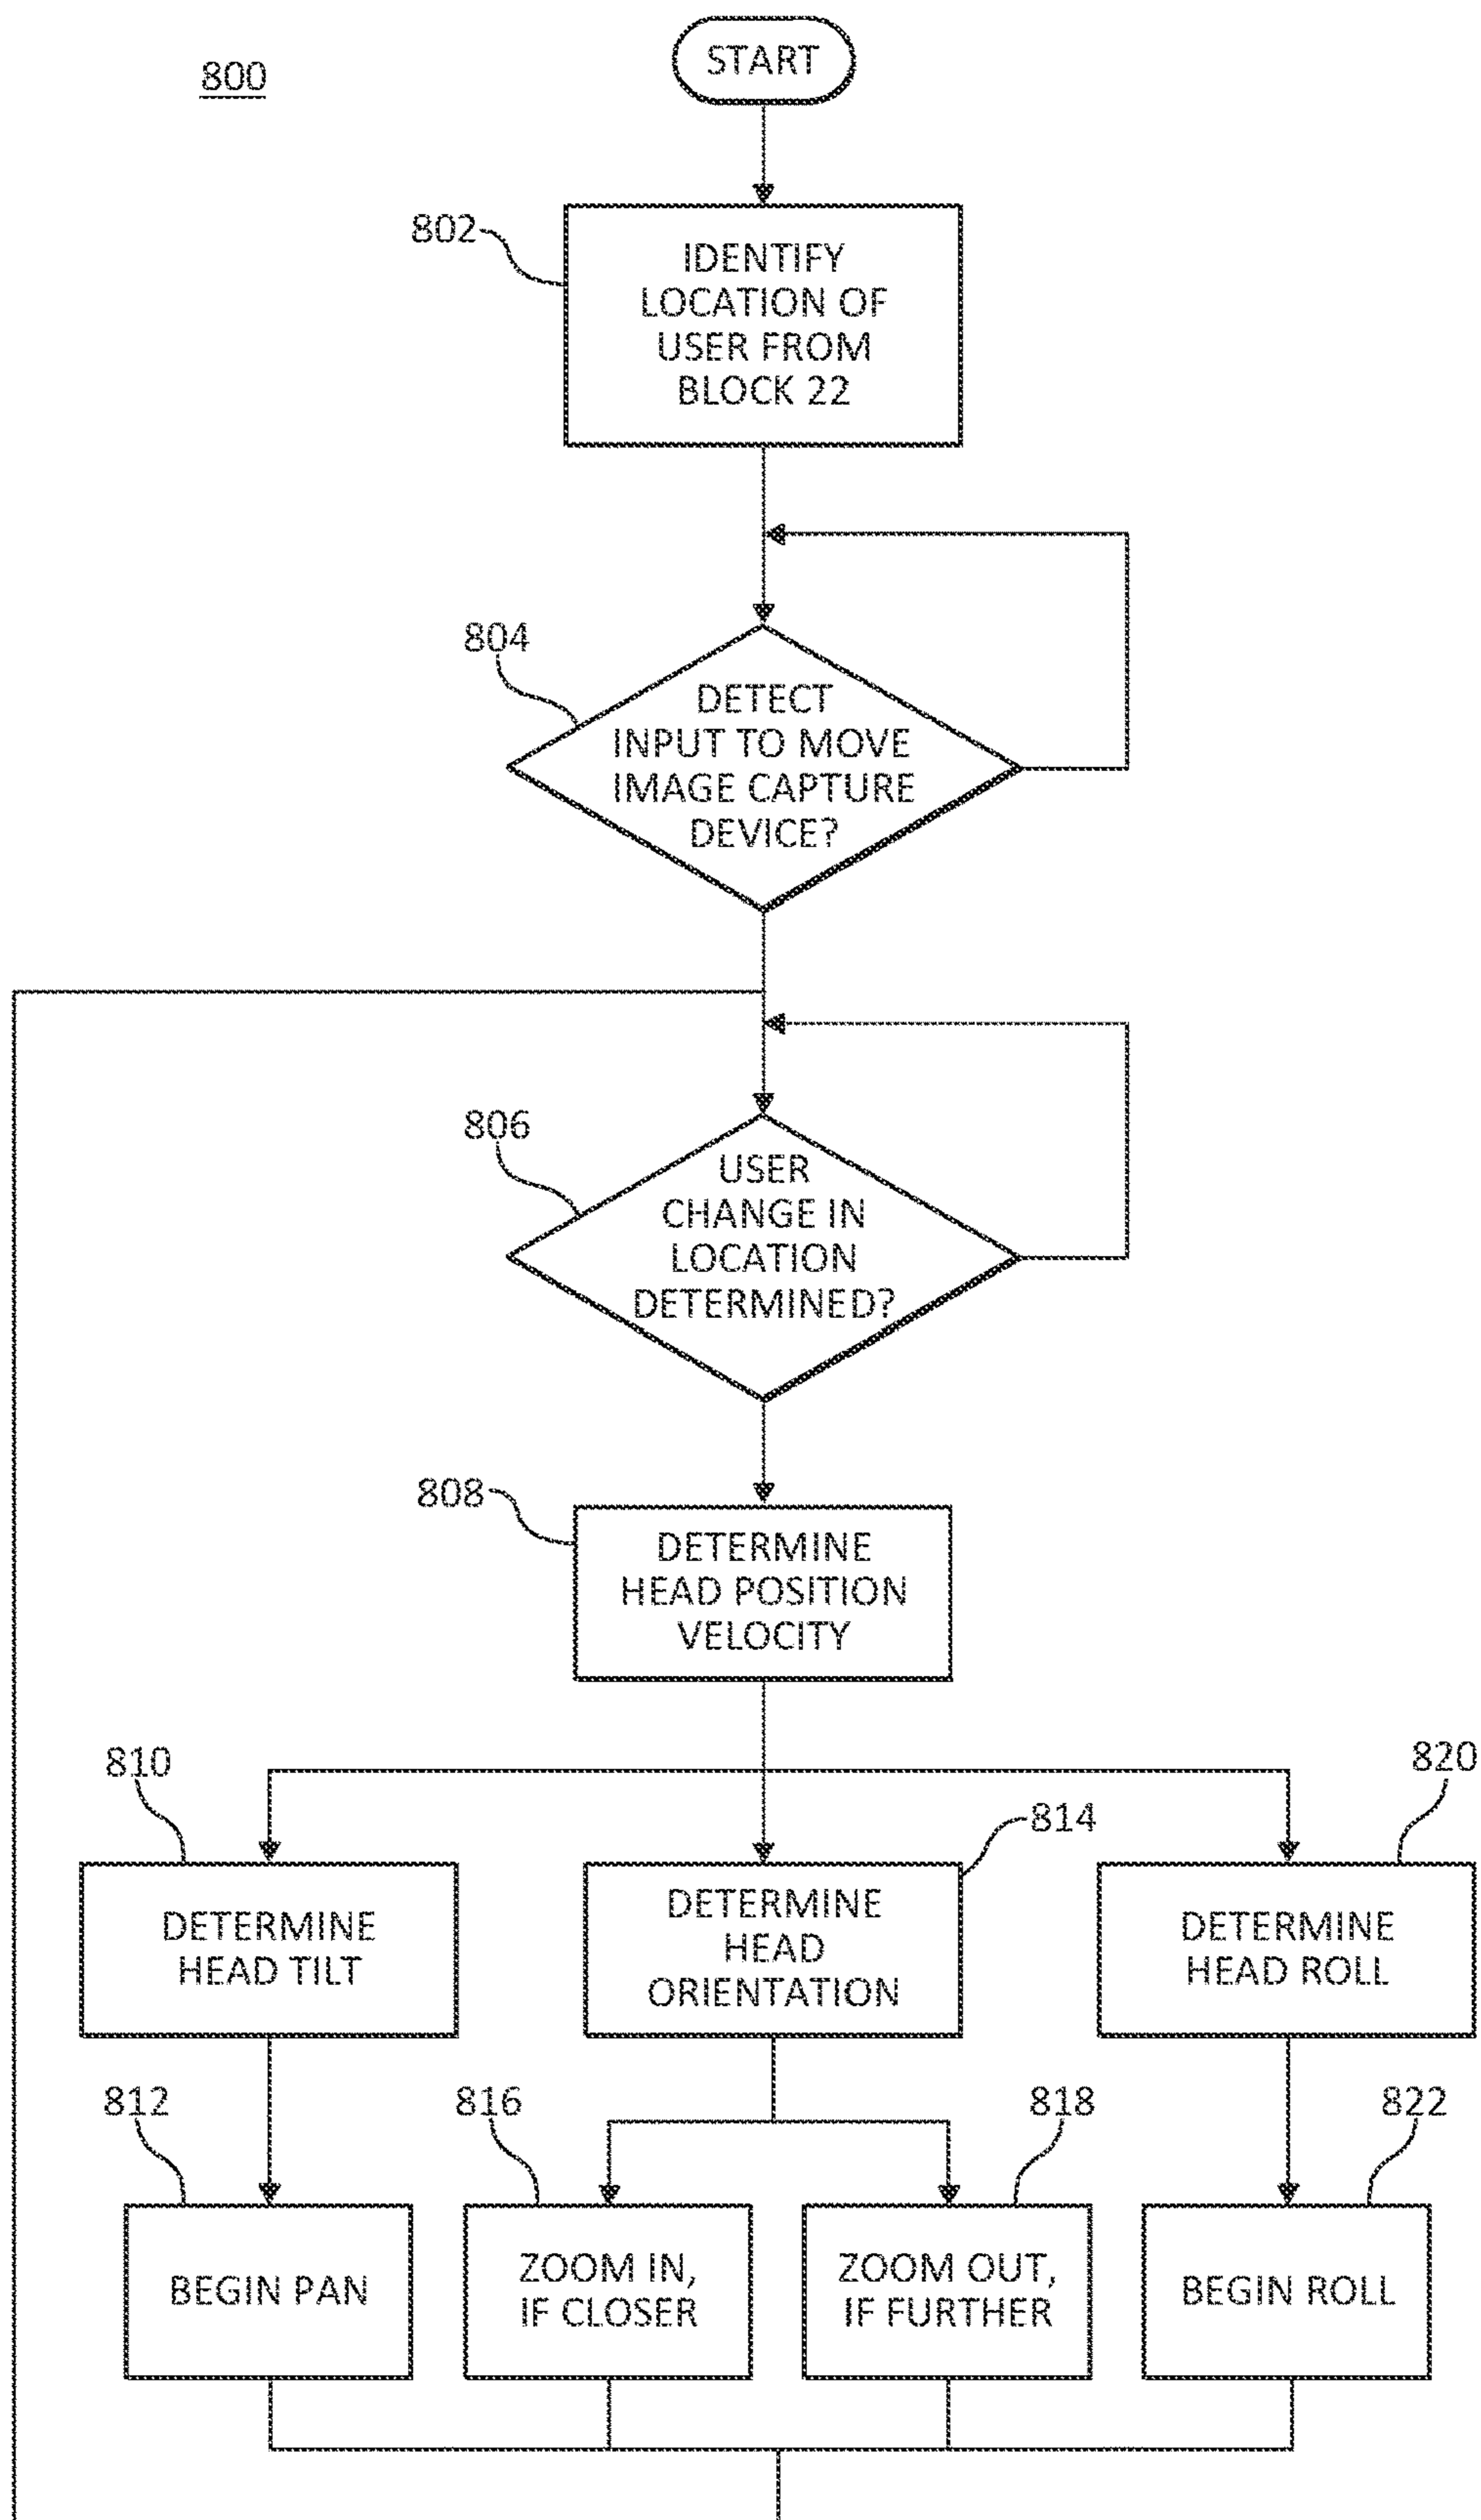 800
START
802
IDENTIFY
LOCATION OF
USER FROM
BLOCK 22
804
DETECT
INPUT TO MOVE
IMAGE CAPTURE
DEVICE?
806
USER
CHANGE IN
LOCATION
DETERMINED?
808
DETERMINE
HEAD POSITION
VELOCITY
810
DETERMINE
HEAD TILT
814
DETERMINE
HEAD
ORIENTATION
820
DETERMINE
HEAD ROLL
812
BEGIN PAN
816
ZOOM IN,
IF CLOSER
818
ZOOM OUT,
IF FURTHER
822
BEGIN ROLL